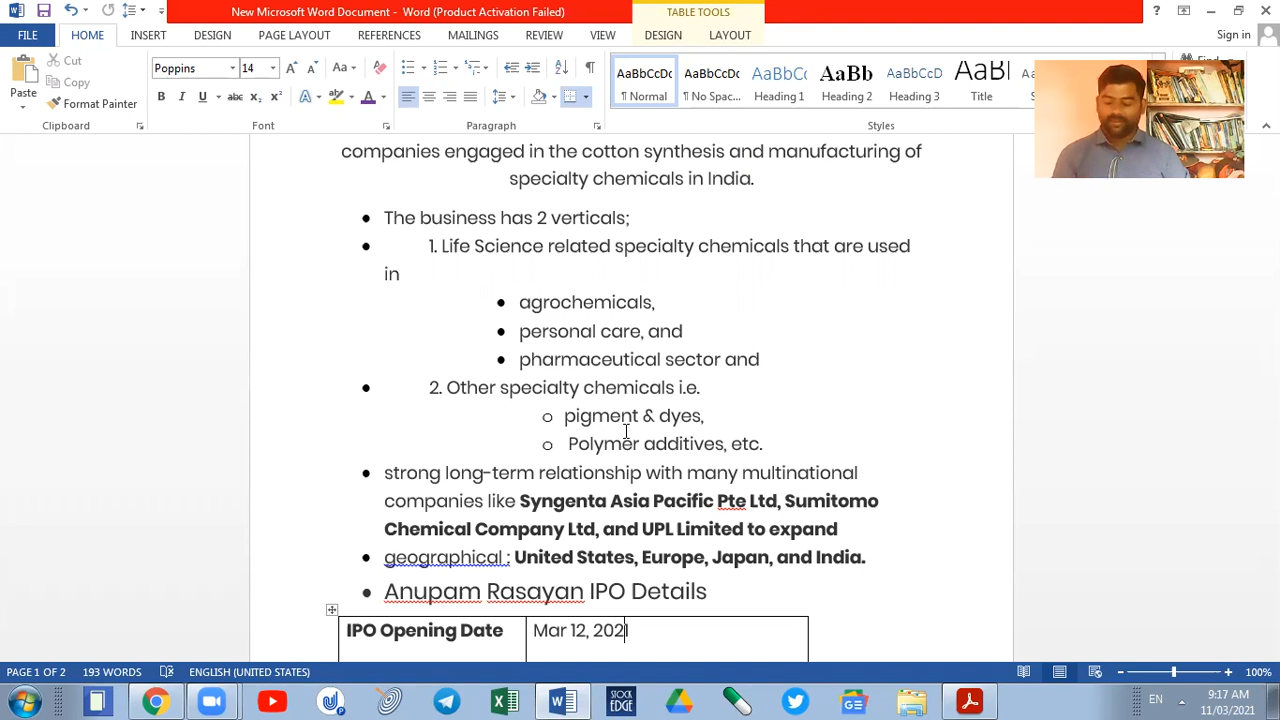 New Microsoft Word Document - Word (Product Activation Failed)
TABLE TOOLS
FILE HOME INSERT DESIGN PAGE LAYOUT REFERENCES MAILINGS REVIEW VIEW DESIGN LAYOUT Sign in
Paste
Cut
Copy
Format Painter
Poppins 14
AaBbCcDc AaBbCcDc AaBbCc AaBb AaBbCcD AaB
¶ Normal ¶ No Spac... Heading 1 Heading 2 Heading 3 Title
Clipboard Font Paragraph Styles
companies engaged in the cotton synthesis and manufacturing of
specialty chemicals in India.
• The business has 2 verticals;
• 1. Life Science related specialty chemicals that are used
in
• agrochemicals,
• personal care, and
• pharmaceutical sector and
• 2. Other specialty chemicals i.e.
o pigment & dyes,
o Polymer additives, etc.
• strong long-term relationship with many multinational
companies like Syngenta Asia Pacific Pte Ltd, Sumitomo
Chemical Company Ltd, and UPL Limited to expand
• geographical : United States, Europe, Japan, and India.
• Anupam Rasayan IPO Details
IPO Opening Date Mar 12, 2021
PAGE 1 OF 2 193 WORDS ENGLISH (UNITED STATES) 100%
STOCK
EDGE
EN 9:17 AM
11/03/2021